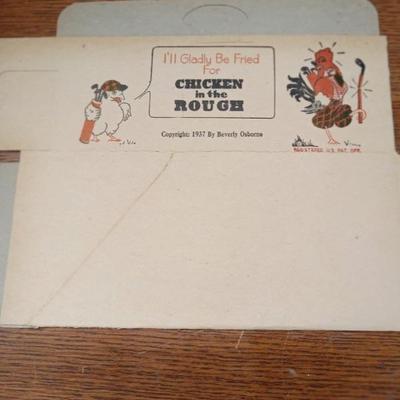 I'll Gladly Be Fried
For
CHICKEN
in the
ROUGH
Copyright: 1937 By Beverly Osborne
REGISTERED U.S. PAT. OFF.